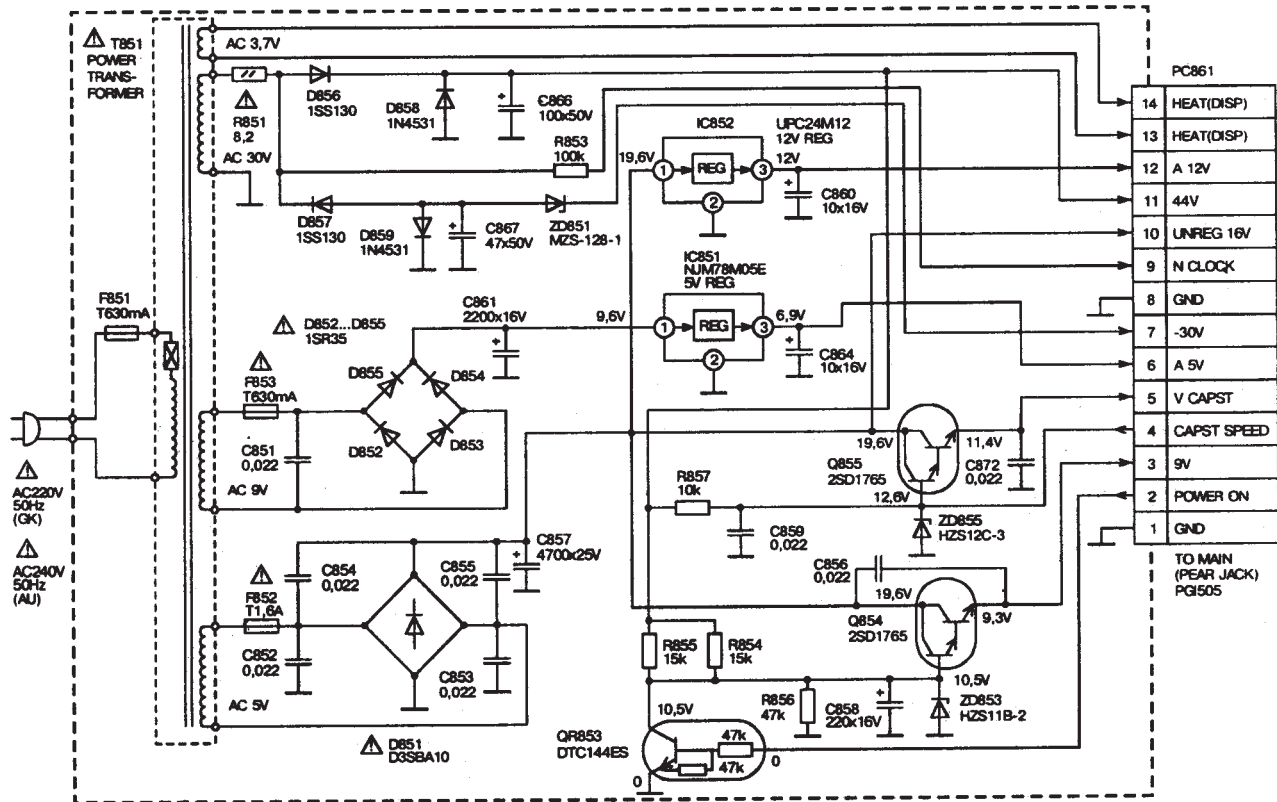 T851
POWER
TRANS-
FORMER
AC 3,7V
R851
8,2
AC 30V
D856
1SS130
D858
1N4531
C866
100x50V
R853
100k
D857
1SS130
D859
1N4531
C867
47x50V
ZD851
MZS-128-1
IC852
UPC24M12
12V REG
19,6V
1
REG
3
2
12V
C860
10x16V
IC851
NJM78M05E
5V REG
9,6V
1
REG
3
2
6,9V
C864
10x16V
F851
T630mA
D852...D855
1SR35
C861
2200x16V
F853
T630mA
D855
D854
D852
D853
C851
0,022
AC 9V
AC220V
50Hz
(GK)
AC240V
50Hz
(AU)
F852
T1,6A
C854
0,022
C855
0,022
C857
4700x25V
C852
0,022
C853
0,022
AC 5V
D851
D3SBA10
19,6V
11,4V
Q855
2SD1765
12,6V
C872
0,022
R857
10k
C859
0,022
ZD855
HZS12C-3
C856
0,022
19,6V
9,3V
Q854
2SD1765
10,5V
R855
15k
R854
15k
R856
47k
C858
220x16V
ZD853
HZS11B-2
10,5V
QR853
DTC144ES
47k
47k
0
0
PC861
14 HEAT(DISP)
13 HEAT(DISP)
12 A 12V
11 44V
10 UNREG 16V
9 N CLOCK
8 GND
7 -30V
6 A 5V
5 V CAPST
4 CAPST SPEED
3 9V
2 POWER ON
1 GND
TO MAIN
(PEAR JACK)
PGI505